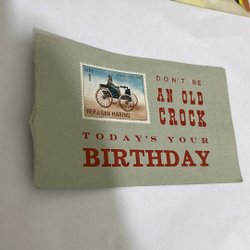 1
REP. DI SAN MARINO
DON'T BE
AN OLD
CROCK
TODAY'S YOUR
BIRTHDAY